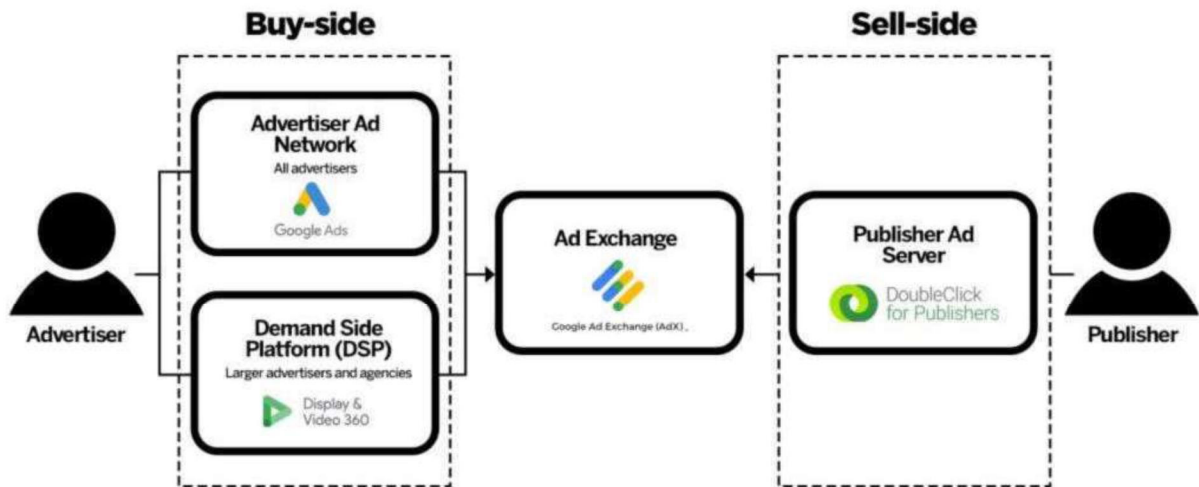 Buy-side
Sell-side
Advertiser Ad
Network
All advertisers
Google Ads
Demand Side
Platform (DSP)
Larger advertisers and agencies
Display &
Video 360
Advertiser
Ad Exchange
Google Ad Exchange (AdX)
Publisher Ad
Server
DoubleClick
for Publishers
Publisher